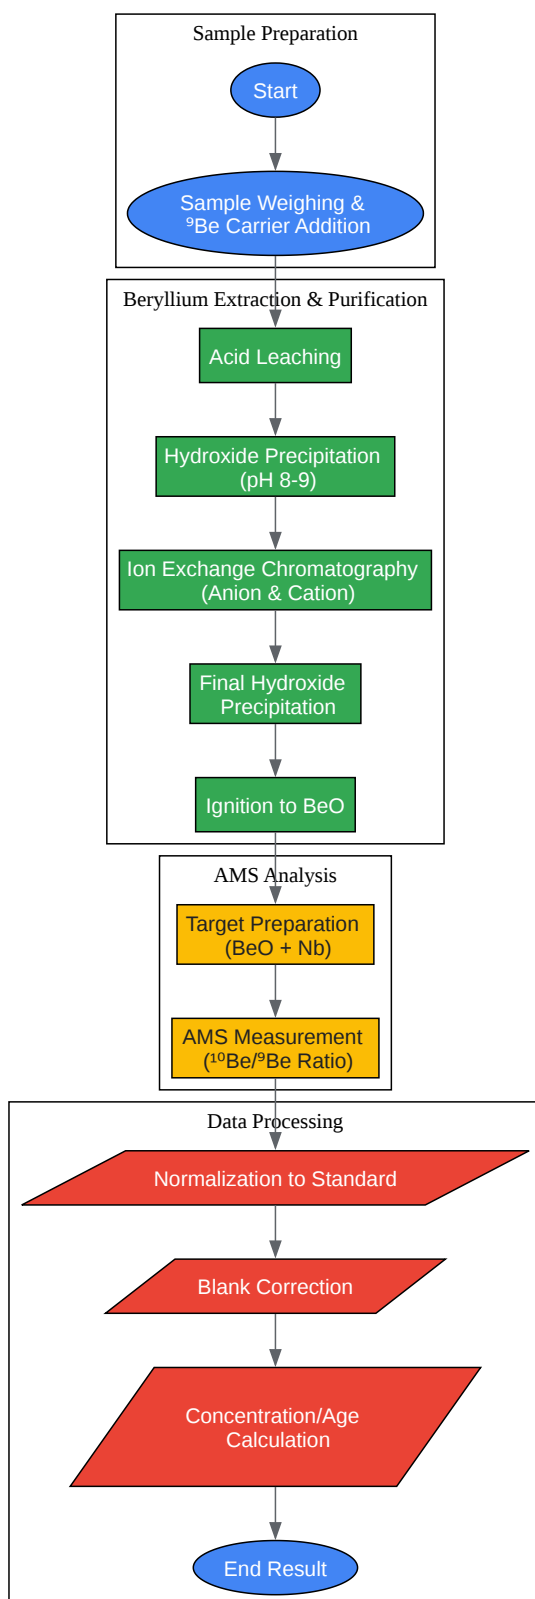 Sample Preparation
Start
Sample Weighing &
⁹Be Carrier Addition
Beryllium Extraction & Purification
Acid Leaching
Hydroxide Precipitation
(pH 8-9)
Ion Exchange Chromatography
(Anion & Cation)
Final Hydroxide
Precipitation
Ignition to BeO
AMS Analysis
Target Preparation
(BeO + Nb)
AMS Measurement
(¹⁰Be/⁹Be Ratio)
Data Processing
Normalization to Standard
Blank Correction
Concentration/Age
Calculation
End Result